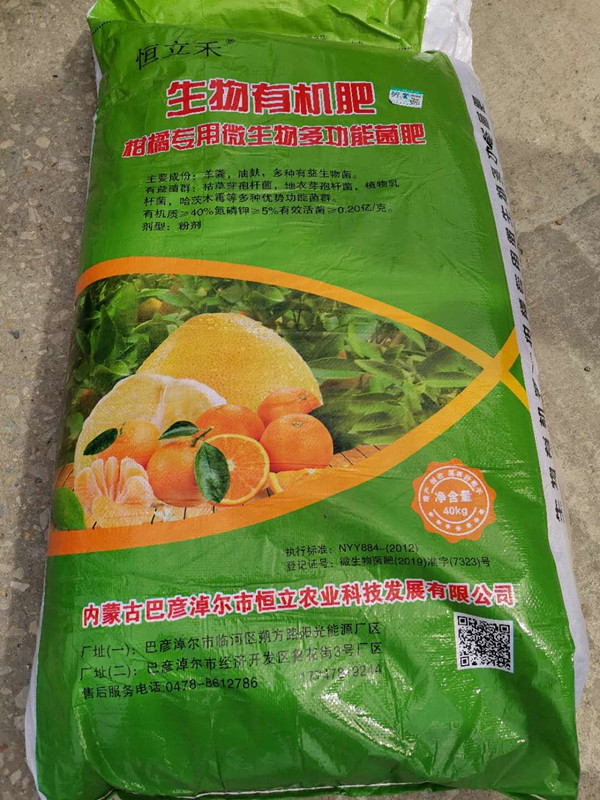 恒立禾®
生物有机肥
柑橘专用微生物多功能菌肥
主要成份：羊粪，油麸，多种有益生物菌。
有益菌群：枯草芽孢杆菌，地衣芽孢杆菌，植物乳
杆菌，哈茨木霉等多种优势功能菌群。
有机质≥40%氮磷钾≥5%有效活菌≥0.20亿/克。
剂型：粉剂
净含量
40kg
执行标准：NYY884-(2012)
登记证号：微生物菌肥(2019)准字(7323)号
内蒙古巴彦淖尔市恒立农业科技发展有限公司
厂址(一)：巴彦淖尔市临河区朔方路阳光能源厂区
厂址(二)：巴彦淖尔市经济开发区 花街3号厂区
售后服务电话:0478-8612786